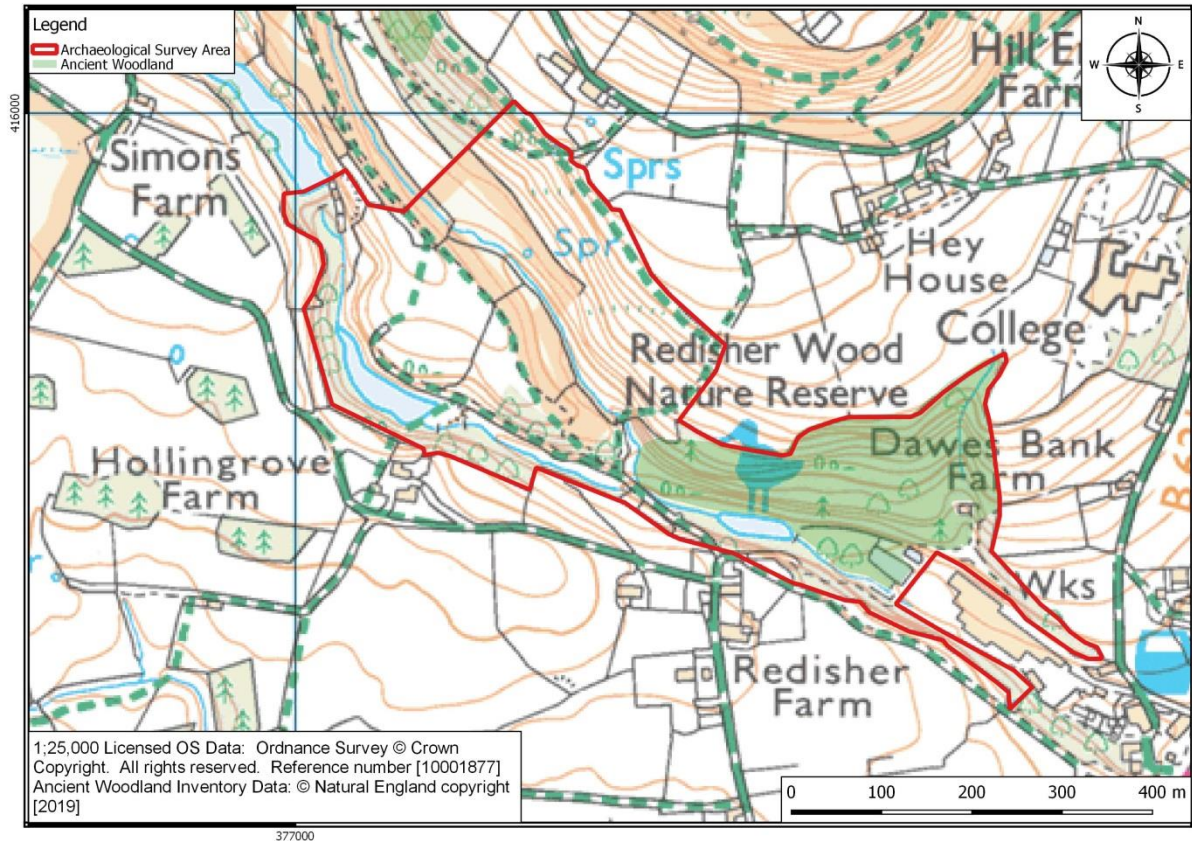 Legend
Archaeological Survey Area
Ancient Woodland
N
W
E
S
416000
Simons
Farm
Sprs
Spr
Hey
House
College
Redisher Wood
Nature Reserve
Dawes Bank
Farm
Hollingrove
Farm
Wks
Redisher
Farm
1:25,000 Licensed OS Data: Ordnance Survey © Crown
Copyright. All rights reserved. Reference number [10001877]
Ancient Woodland Inventory Data: © Natural England copyright
[2019]
0 100 200 300 400 m
377000